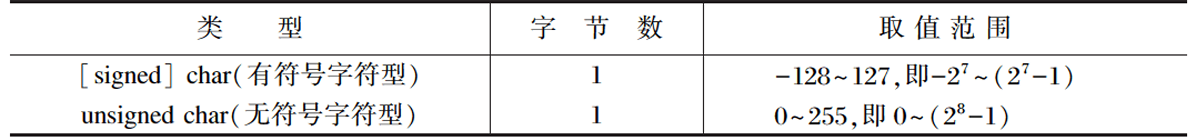 类 型 字 节 数 取 值 范 围
[signed] char(有符号字符型) 1 -128~127,即-2⁷~(2⁷-1)
unsigned char(无符号字符型) 1 0~255,即 0~(2⁸-1)